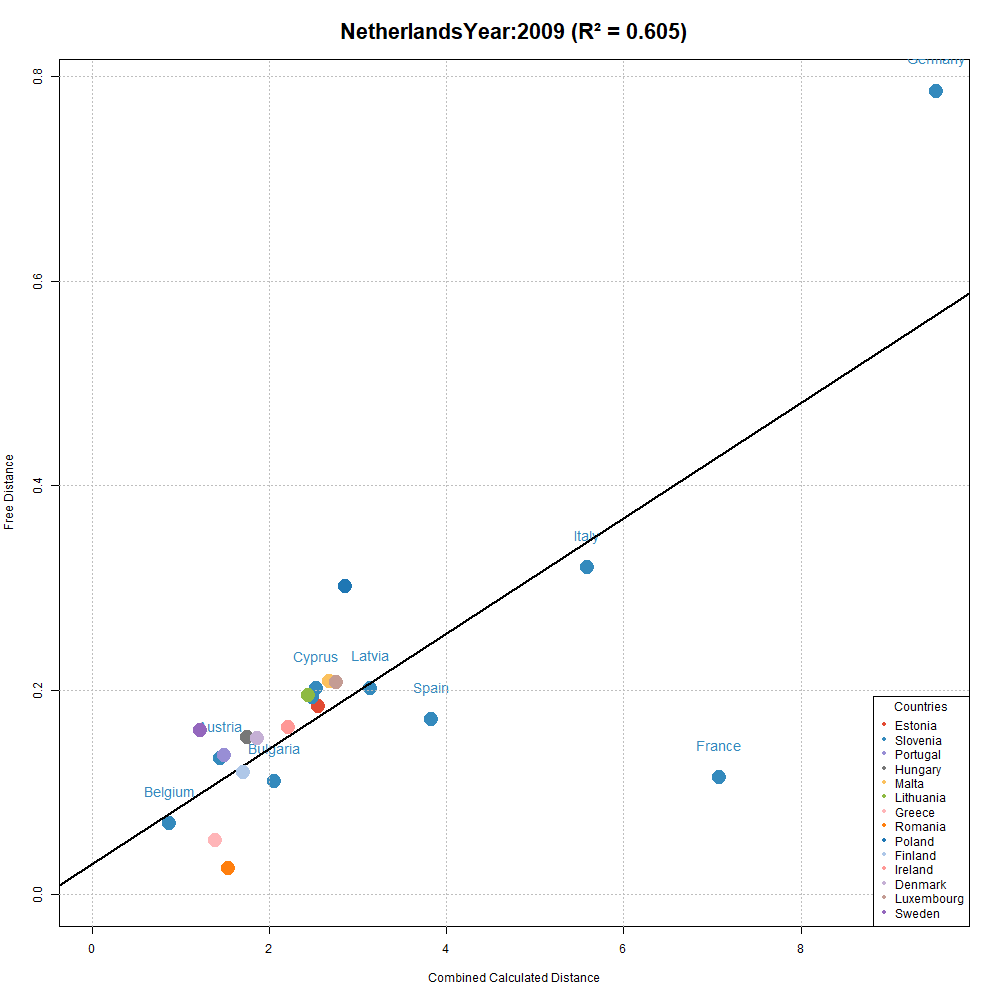 NetherlandsYear:2009 (R² = 0.605)
Germany
0.8
0.6
0.4
0.2
0.0
Free Distance
Italy
Cyprus
Latvia
Spain
ustria
Bulgaria
France
Belgium
Countries
Estonia
Slovenia
Portugal
Hungary
Malta
Lithuania
Greece
Romania
Poland
Finland
Ireland
Denmark
Luxembourg
Sweden
0 2 4 6 8
Combined Calculated Distance